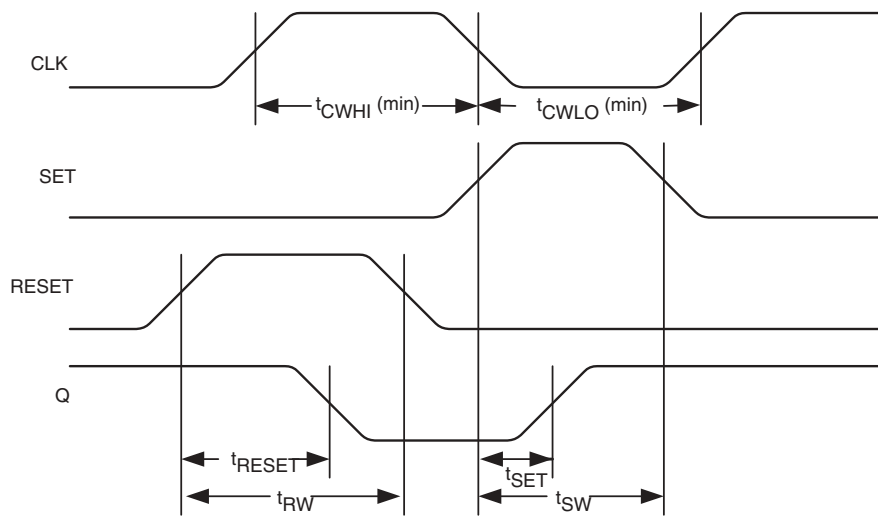 CLK
tCWHI (min)
tCWLO (min)
SET
RESET
Q
tRESET
tSET
tRW
tSW